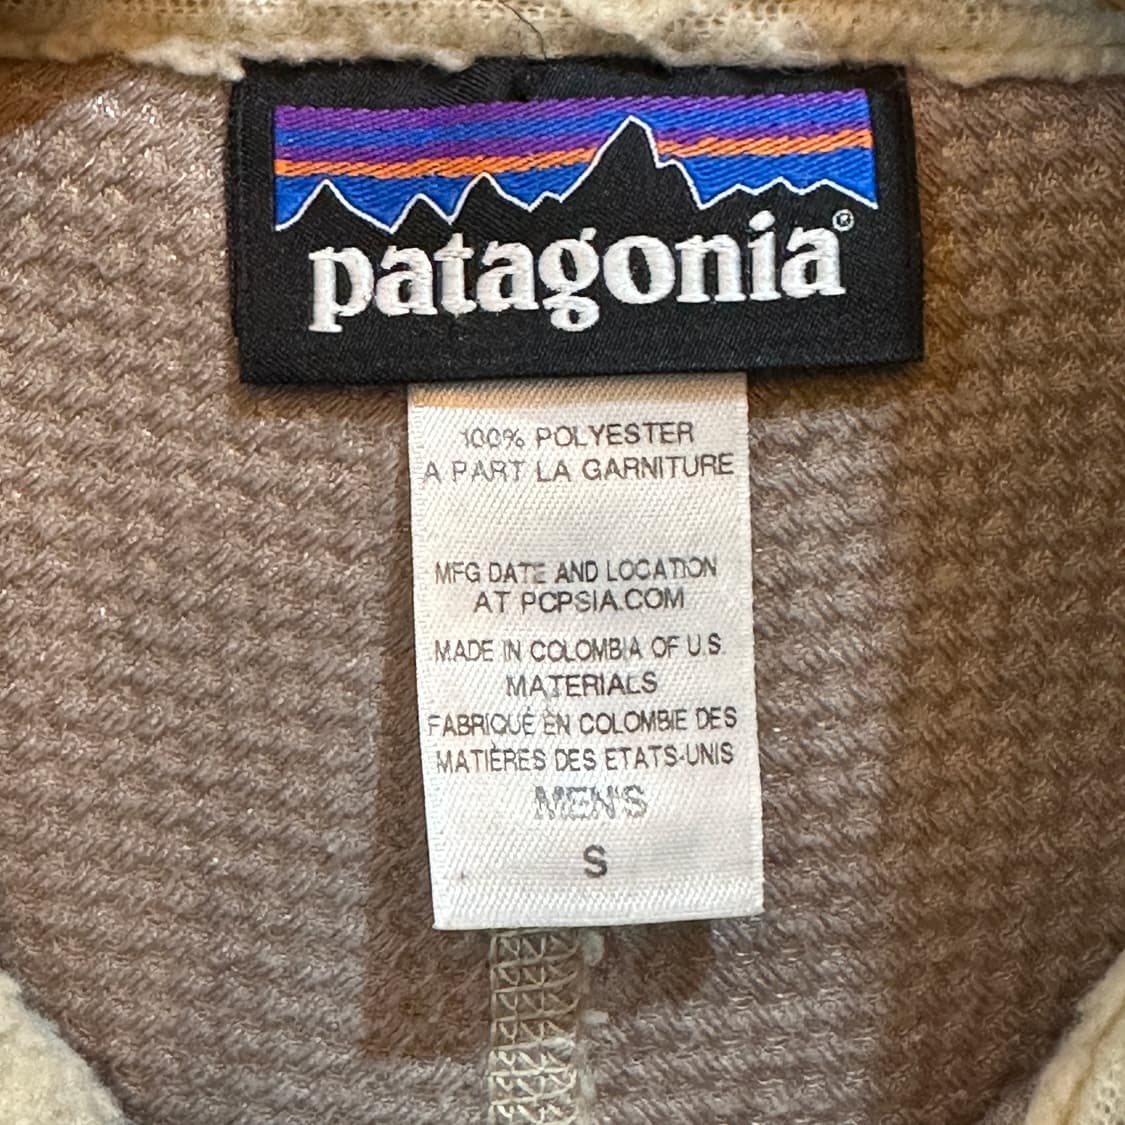 patagonia®
100% POLYESTER
A PART LA GARNITURE
MFG DATE AND LOCATION
AT PCPSIA.COM
MADE IN COLOMBIA OF U.S
MATERIALS
FABRIQUÉ EN COLOMBIE DES
MATIÈRES DES ETATS-UNIS
MEN'S
S